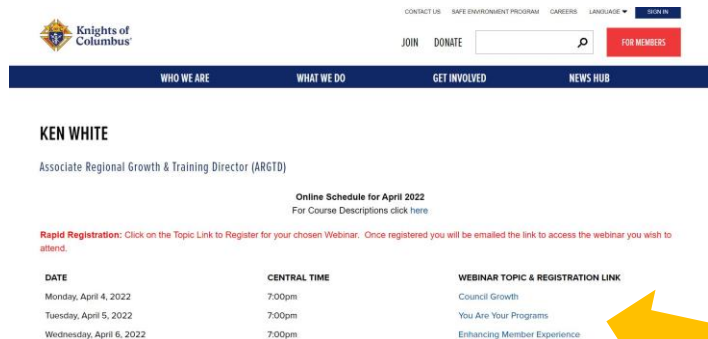 CONTACT US SAFE ENVIRONMENT PROGRAM CAREERS LANGUAGE SIGN IN
Knights of
Columbus®
JOIN DONATE FOR MEMBERS
WHO WE ARE WHAT WE DO GET INVOLVED NEWS HUB
KEN WHITE
Associate Regional Growth & Training Director (ARGTD)
Online Schedule for April 2022
For Course Descriptions click here
Rapid Registration: Click on the Topic Link to Register for your chosen Webinar. Once registered you will be emailed the link to access the webinar you wish to
attend.
DATE CENTRAL TIME WEBINAR TOPIC & REGISTRATION LINK
Monday, April 4, 2022 7:00pm Council Growth
Tuesday, April 5, 2022 7:00pm You Are Your Programs
Wednesday, April 6, 2022 7:00pm Enhancing Member Experience